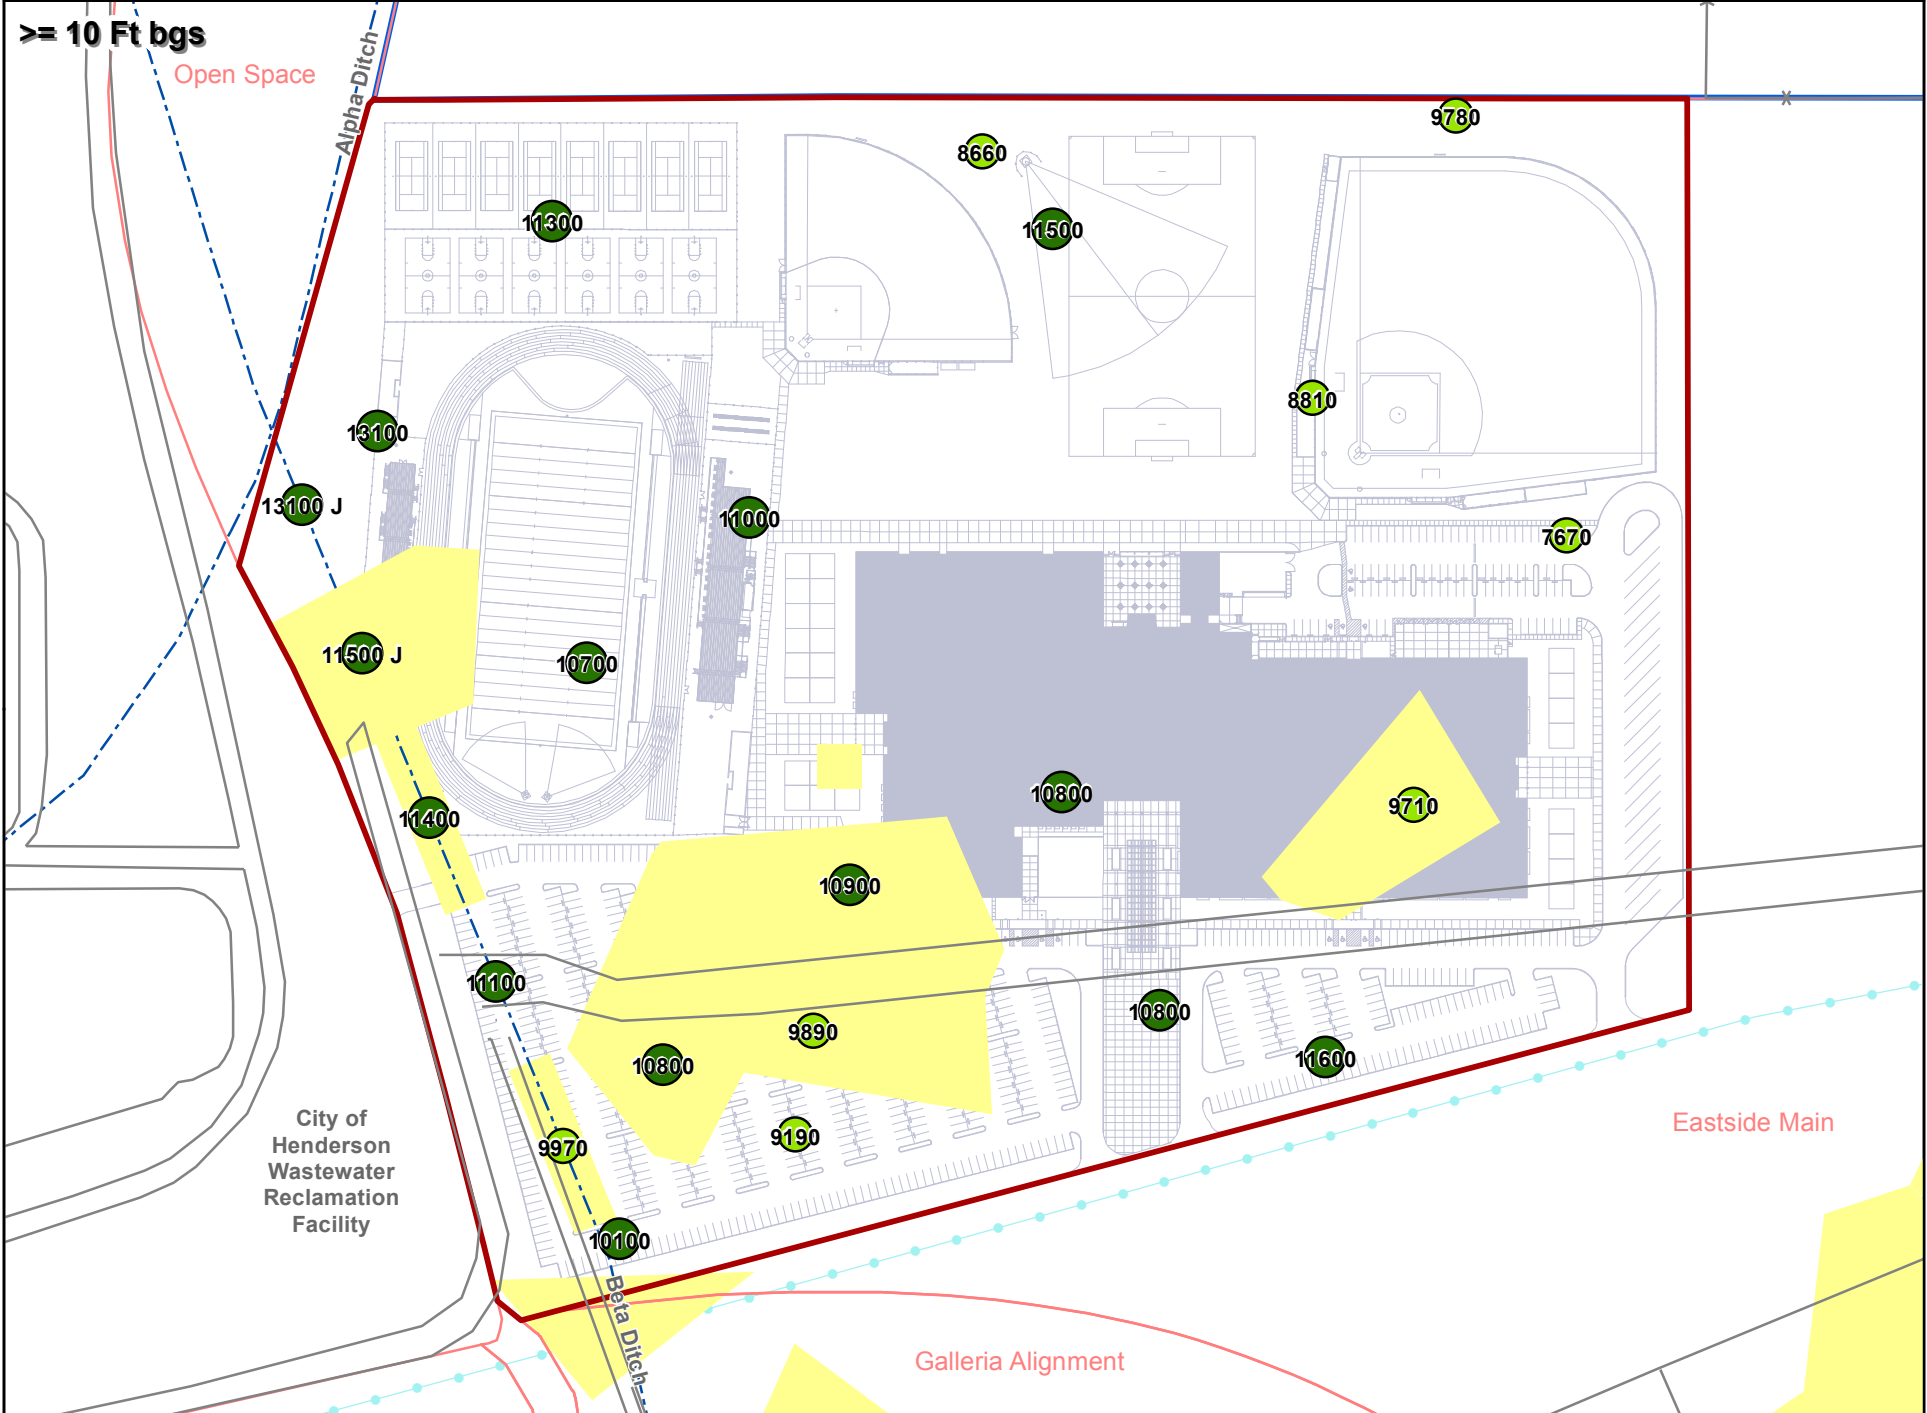 >= 10 Ft bgs
Open Space
Alpha Ditch
9780
8660
11300
11500
8810
13100
13100 J
11000
7670
11500 J
10700
10800
9710
11400
10900
11100
10800
9890
11600
10800
City of
Henderson
Wastewater
Reclamation
Facility
9970
9190
Eastside Main
10100
Beta Ditch
Galleria Alignment